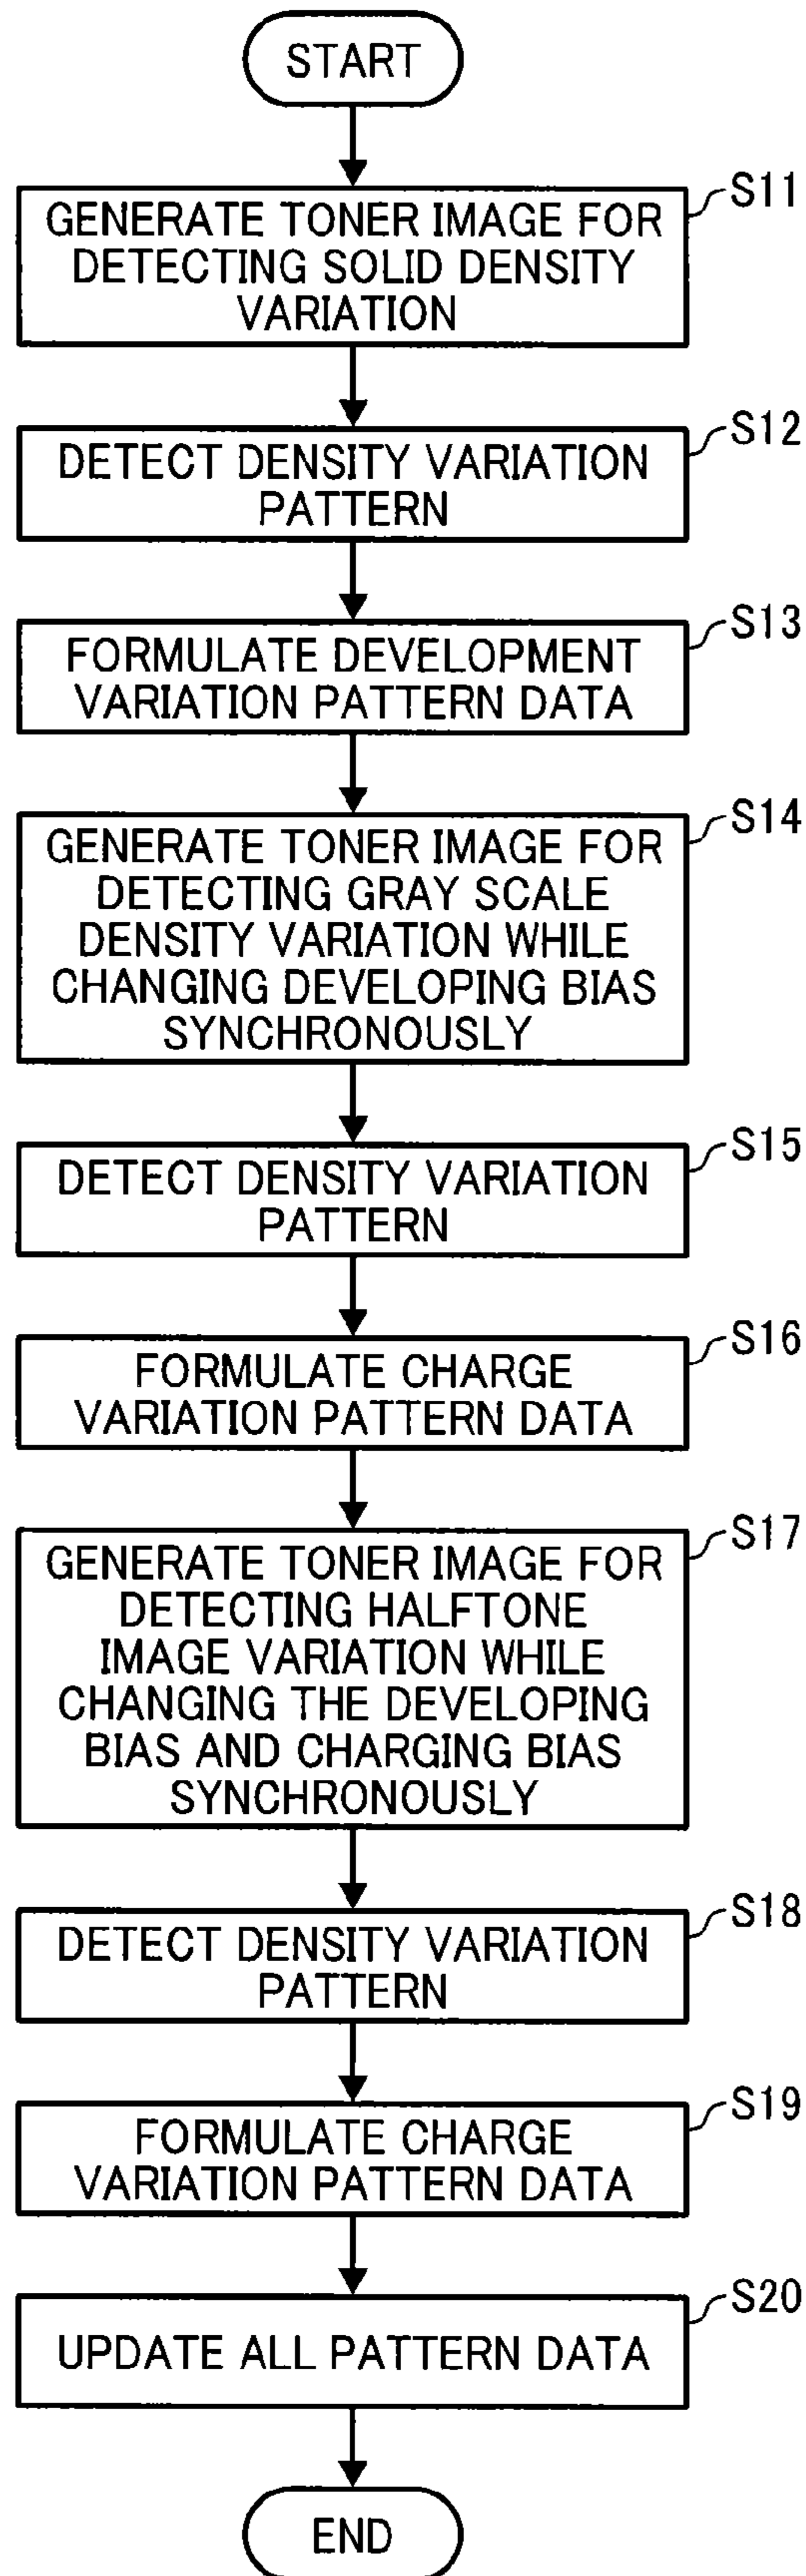 START
S11
GENERATE TONER IMAGE FOR
DETECTING SOLID DENSITY
VARIATION
S12
DETECT DENSITY VARIATION
PATTERN
S13
FORMULATE DEVELOPMENT
VARIATION PATTERN DATA
S14
GENERATE TONER IMAGE FOR
DETECTING GRAY SCALE
DENSITY VARIATION WHILE
CHANGING DEVELOPING BIAS
SYNCHRONOUSLY
S15
DETECT DENSITY VARIATION
PATTERN
S16
FORMULATE CHARGE
VARIATION PATTERN DATA
S17
GENERATE TONER IMAGE FOR
DETECTING HALFTONE
IMAGE VARIATION WHILE
CHANGING THE DEVELOPING
BIAS AND CHARGING BIAS
SYNCHRONOUSLY
S18
DETECT DENSITY VARIATION
PATTERN
S19
FORMULATE CHARGE
VARIATION PATTERN DATA
S20
UPDATE ALL PATTERN DATA
END